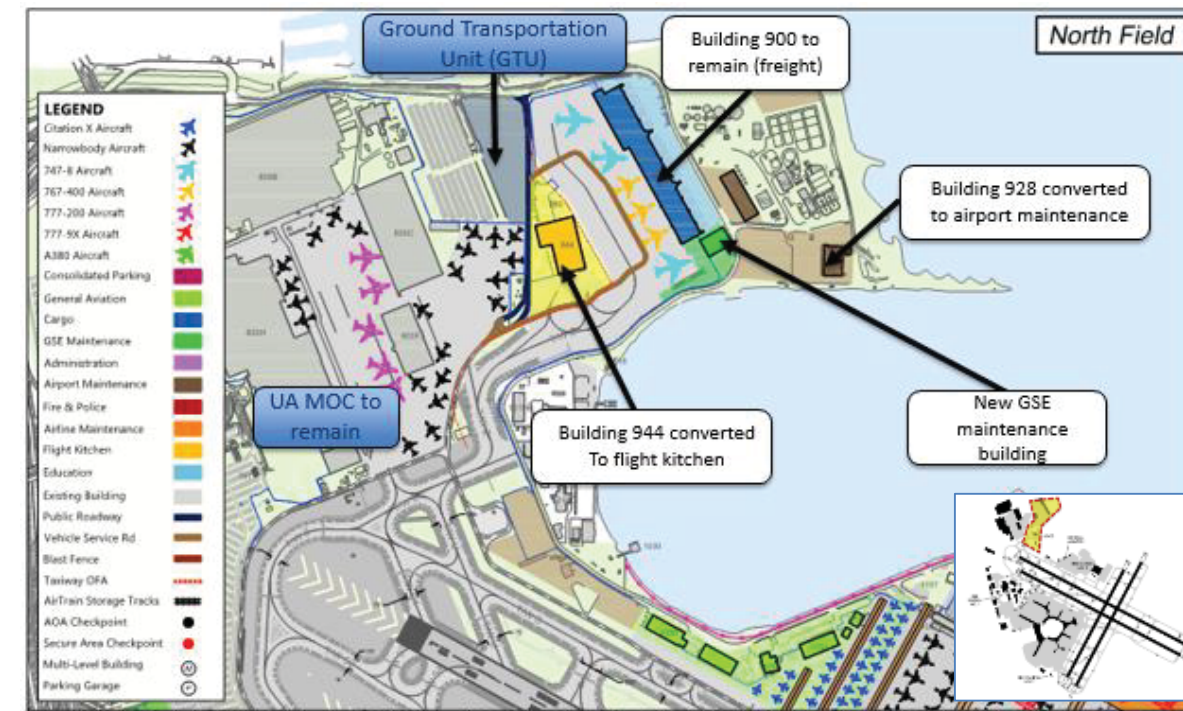 North Field
Ground Transportation
Unit (GTU)
Building 900 to
remain (freight)
Building 928 converted
to airport maintenance
LEGEND
Citation X Aircraft
Narrowbody Aircraft
747-8 Aircraft
767-400 Aircraft
777-200 Aircraft
777-9X Aircraft
A380 Aircraft
Consolidated Parking
General Aviation
Cargo
GSE Maintenance
Administration
Airport Maintenance
Fire & Police
Airline Maintenance
Flight Kitchen
Education
Existing Building
Public Roadway
Vehicle Service Rd
Blast Fence
Taxiway OFA
AirTrain Storage Tracks
AOA Checkpoint
Secure Area Checkpoint
Multi-Level Building
Parking Garage
944
UA MOC to
remain
Building 944 converted
To flight kitchen
New GSE
maintenance
building